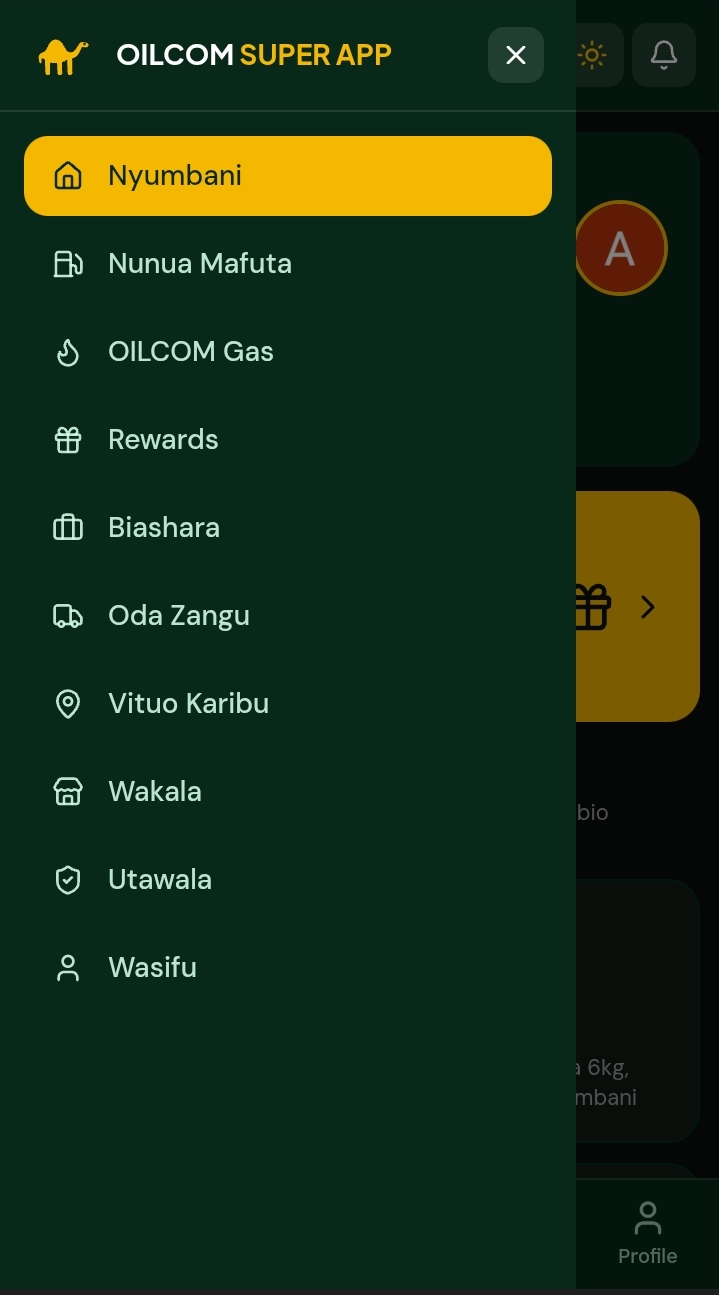 OILCOM SUPER APP
Nyumbani
A
Nunua Mafuta
OILCOM Gas
Rewards
Biashara
Oda Zangu
Vituo Karibu
Wakala
bio
Utawala
Wasifu
6kg,
mbani
Profile